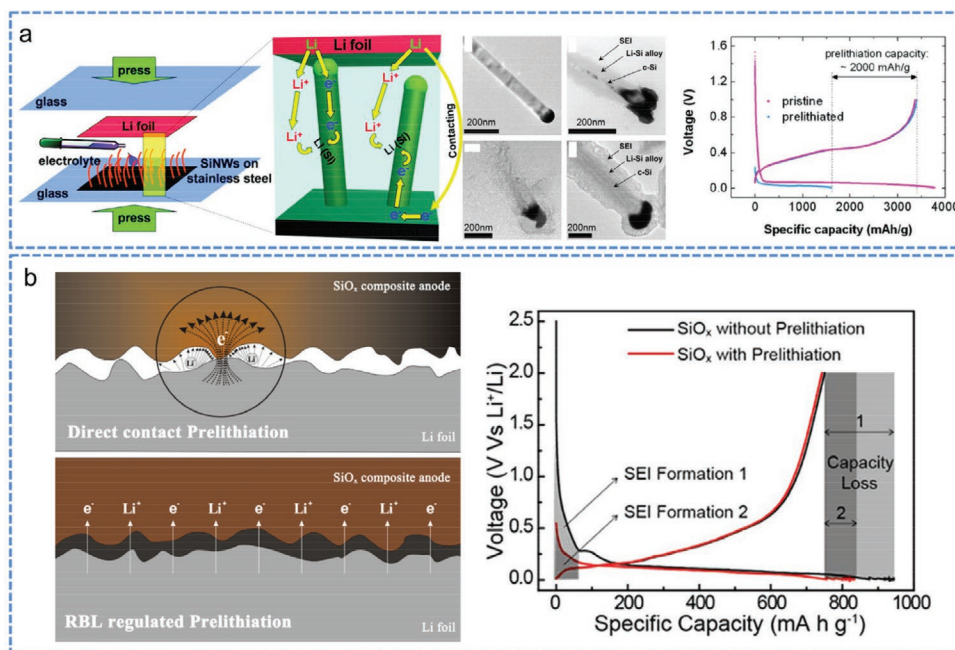 a
press
glass
Li foil
electrolyte
SiNWs on
stainless steel
glass
press
Li foil
Li
Li
Li⁺
e⁻
Li⁺
e⁻
Li⁺
Li⁺
Li(Si)
Li(Si)
e⁻
e⁻
e⁻
Contacting
200nm
SEI
Li-Si alloy
c-Si
200nm
200nm
SEI
Li-Si alloy
c-Si
200nm
Voltage (V)
1.6
1.2
0.8
0.4
0.0
prelithiation capacity:
~ 2000 mAh/g
pristine
prelithiated
0 1000 2000 3000 4000
Specific capacity (mAh/g)
b
SiOₓ composite anode
e⁻
Li⁺
Li⁺
Direct contact Prelithiation
Li foil
SiOₓ composite anode
e⁻ Li⁺ e⁻ Li⁺ e⁻ Li⁺ e⁻ Li⁺ e⁻
RBL regulated Prelithiation
Li foil
Voltage (V Vs Li⁺/Li)
2.5
2.0
1.5
1.0
0.5
0.0
SiOₓ without Prelithiation
SiOₓ with Prelithiation
SEI Formation 1
SEI Formation 2
1
Capacity
Loss
2
0 200 400 600 800 1000
Specific Capacity (mA h g⁻¹)